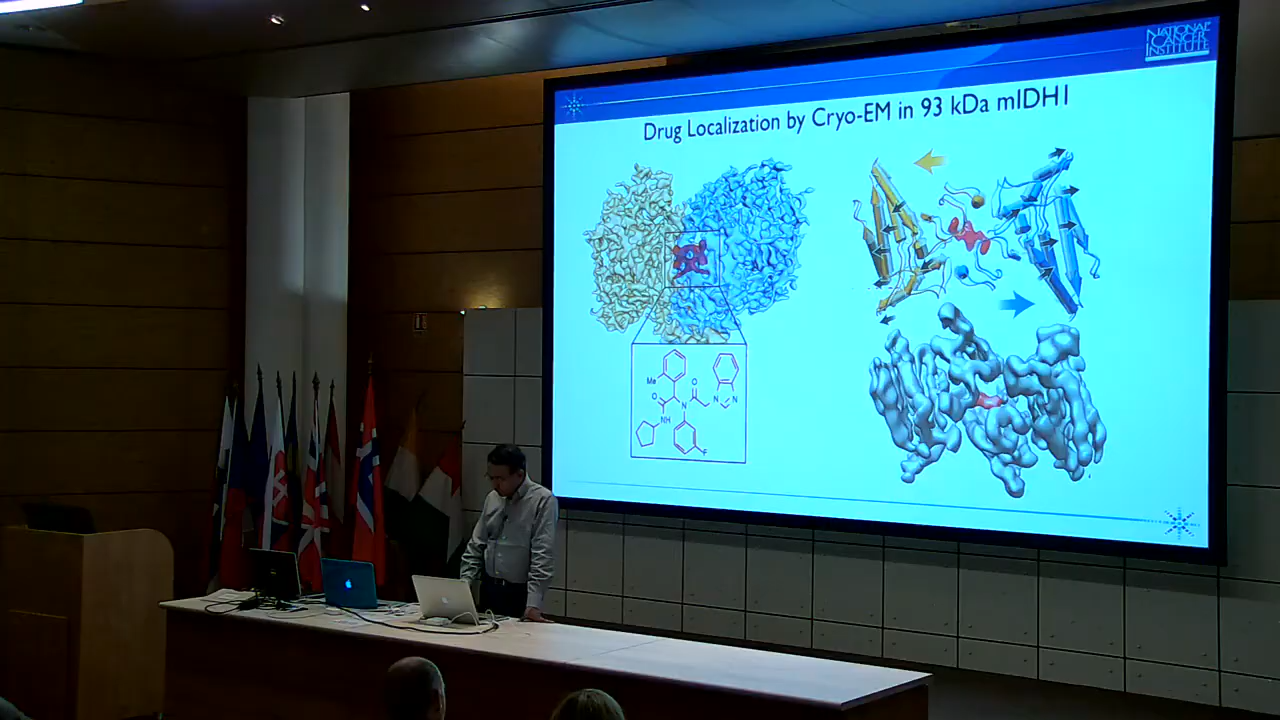 NATIONAL
CANCER
INSTITUTE
Drug Localization by Cryo-EM in 93 kDa mIDH1
Me
O
O
N
N
N
NH
F